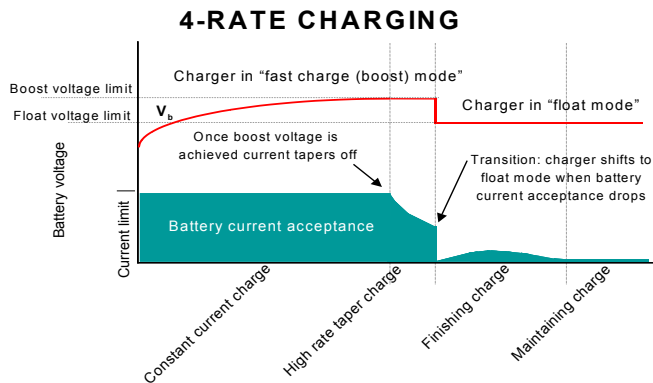 4-RATE CHARGING
Charger in “fast charge (boost) mode”
Boost voltage limit
Float voltage limit
Vb
Charger in “float mode”
Once boost voltage is
achieved current tapers off
Transition: charger shifts to
float mode when battery
current acceptance drops
Battery voltage
Current limit
Battery current acceptance
Constant current charge
High rate taper charge
Finishing charge
Maintaining charge